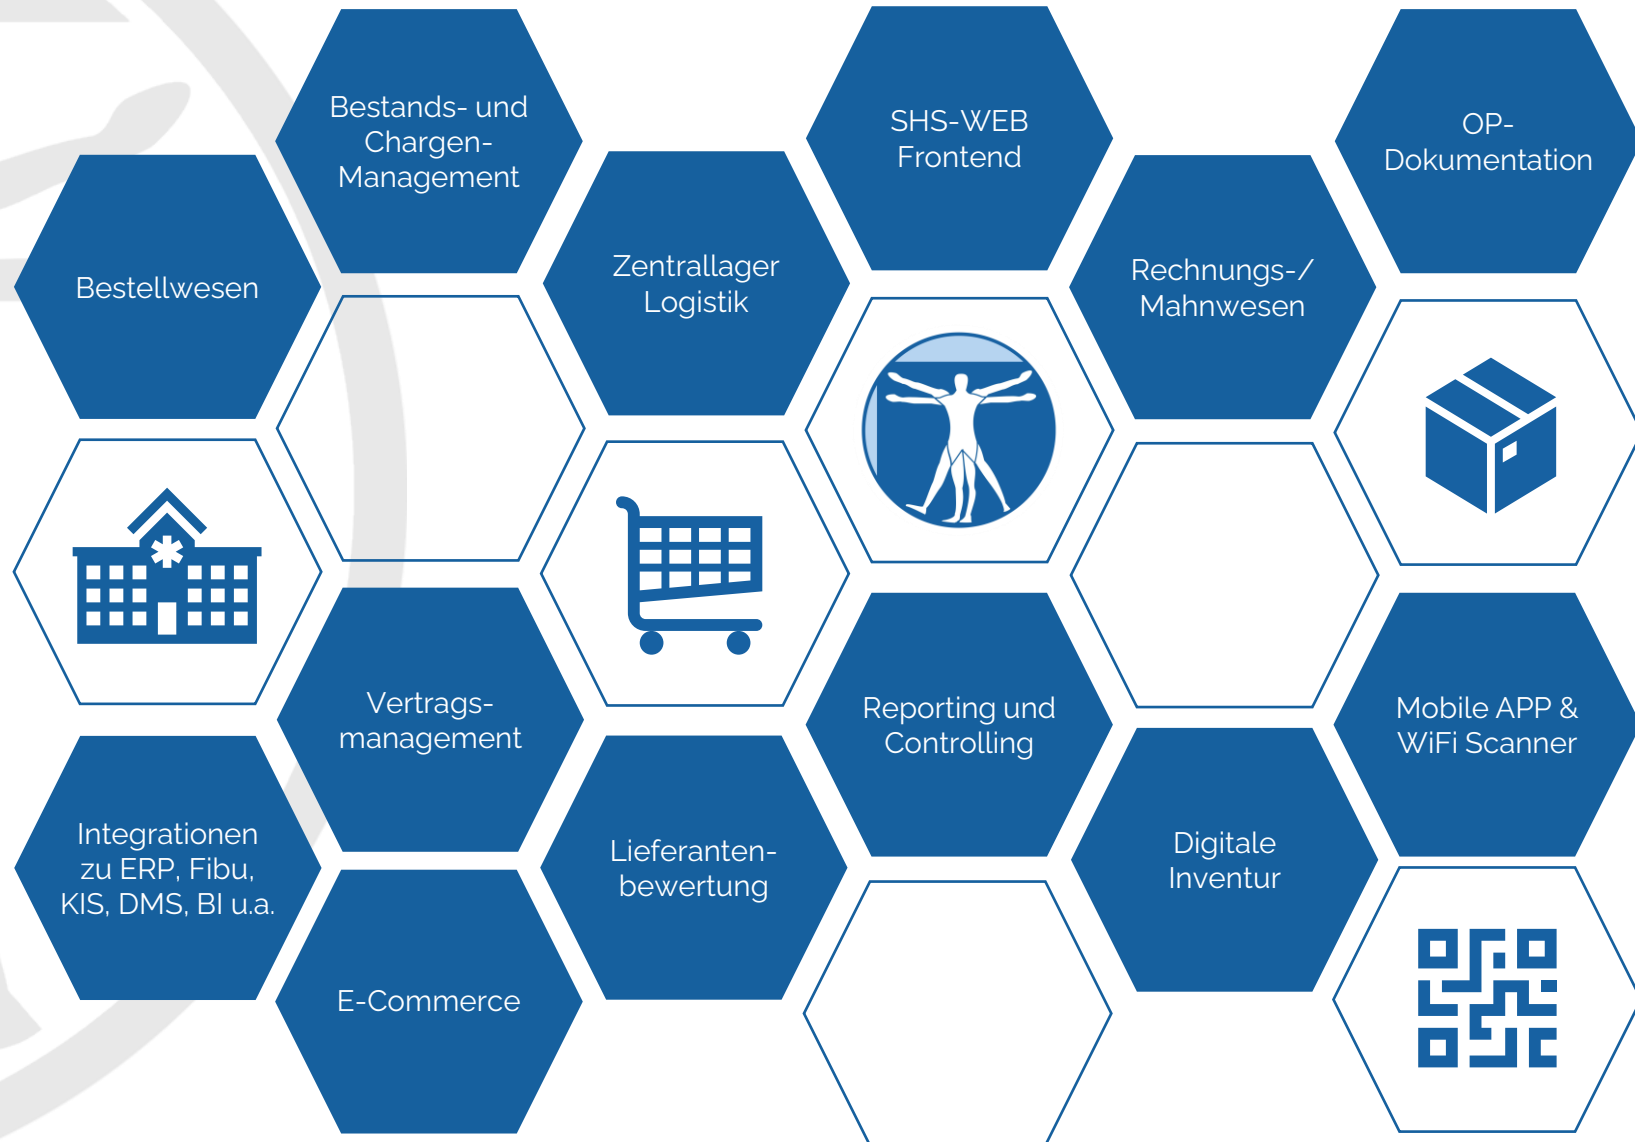 Bestands- und
Chargen-
Management
SHS-WEB
Frontend
OP-
Dokumentation
Bestellwesen
Zentrallager
Logistik
Rechnungs-/
Mahnwesen
Vertrags-
management
Reporting und
Controlling
Mobile APP &
WiFi Scanner
Integrationen
zu ERP, Fibu,
KIS, DMS, BI u.a.
Lieferanten-
bewertung
Digitale
Inventur
E-Commerce